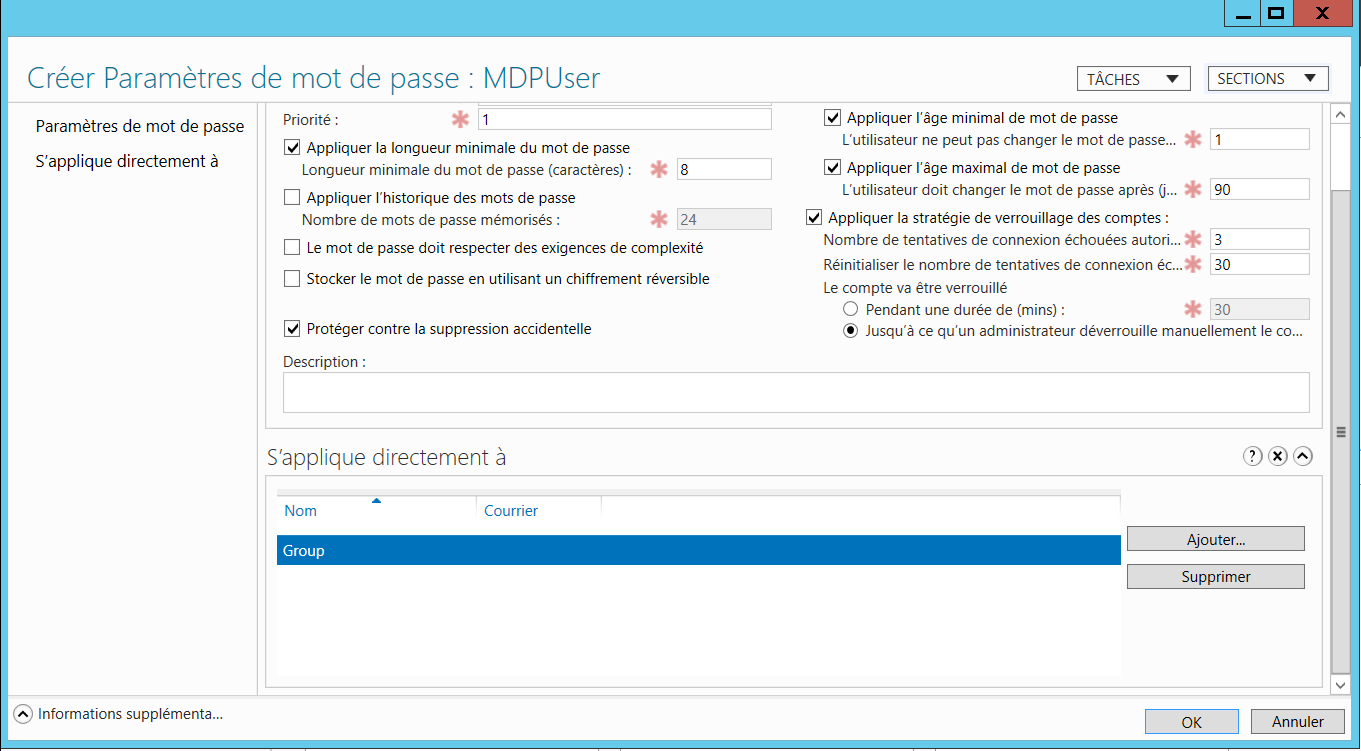 Créer Paramètres de mot de passe : MDPUser
TÂCHES
SECTIONS
Paramètres de mot de passe
S'applique directement à
Priorité :
1
Appliquer la longueur minimale du mot de passe
Longueur minimale du mot de passe (caractères) :
8
Appliquer l'historique des mots de passe
Nombre de mots de passe mémorisés :
24
Le mot de passe doit respecter des exigences de complexité
Stocker le mot de passe en utilisant un chiffrement réversible
Protéger contre la suppression accidentelle
Appliquer l'âge minimal de mot de passe
L'utilisateur ne peut pas changer le mot de passe...
1
Appliquer l'âge maximal de mot de passe
L'utilisateur doit changer le mot de passe après (j...
90
Appliquer la stratégie de verrouillage des comptes :
Nombre de tentatives de connexion échouées autori...
3
Réinitialiser le nombre de tentatives de connexion éc...
30
Le compte va être verrouillé
Pendant une durée de (mins) :
30
Jusqu'à ce qu'un administrateur déverrouille manuellement le co...
Description :
S'applique directement à
Nom
Courrier
Group
Ajouter...
Supprimer
Informations supplémenta...
OK
Annuler